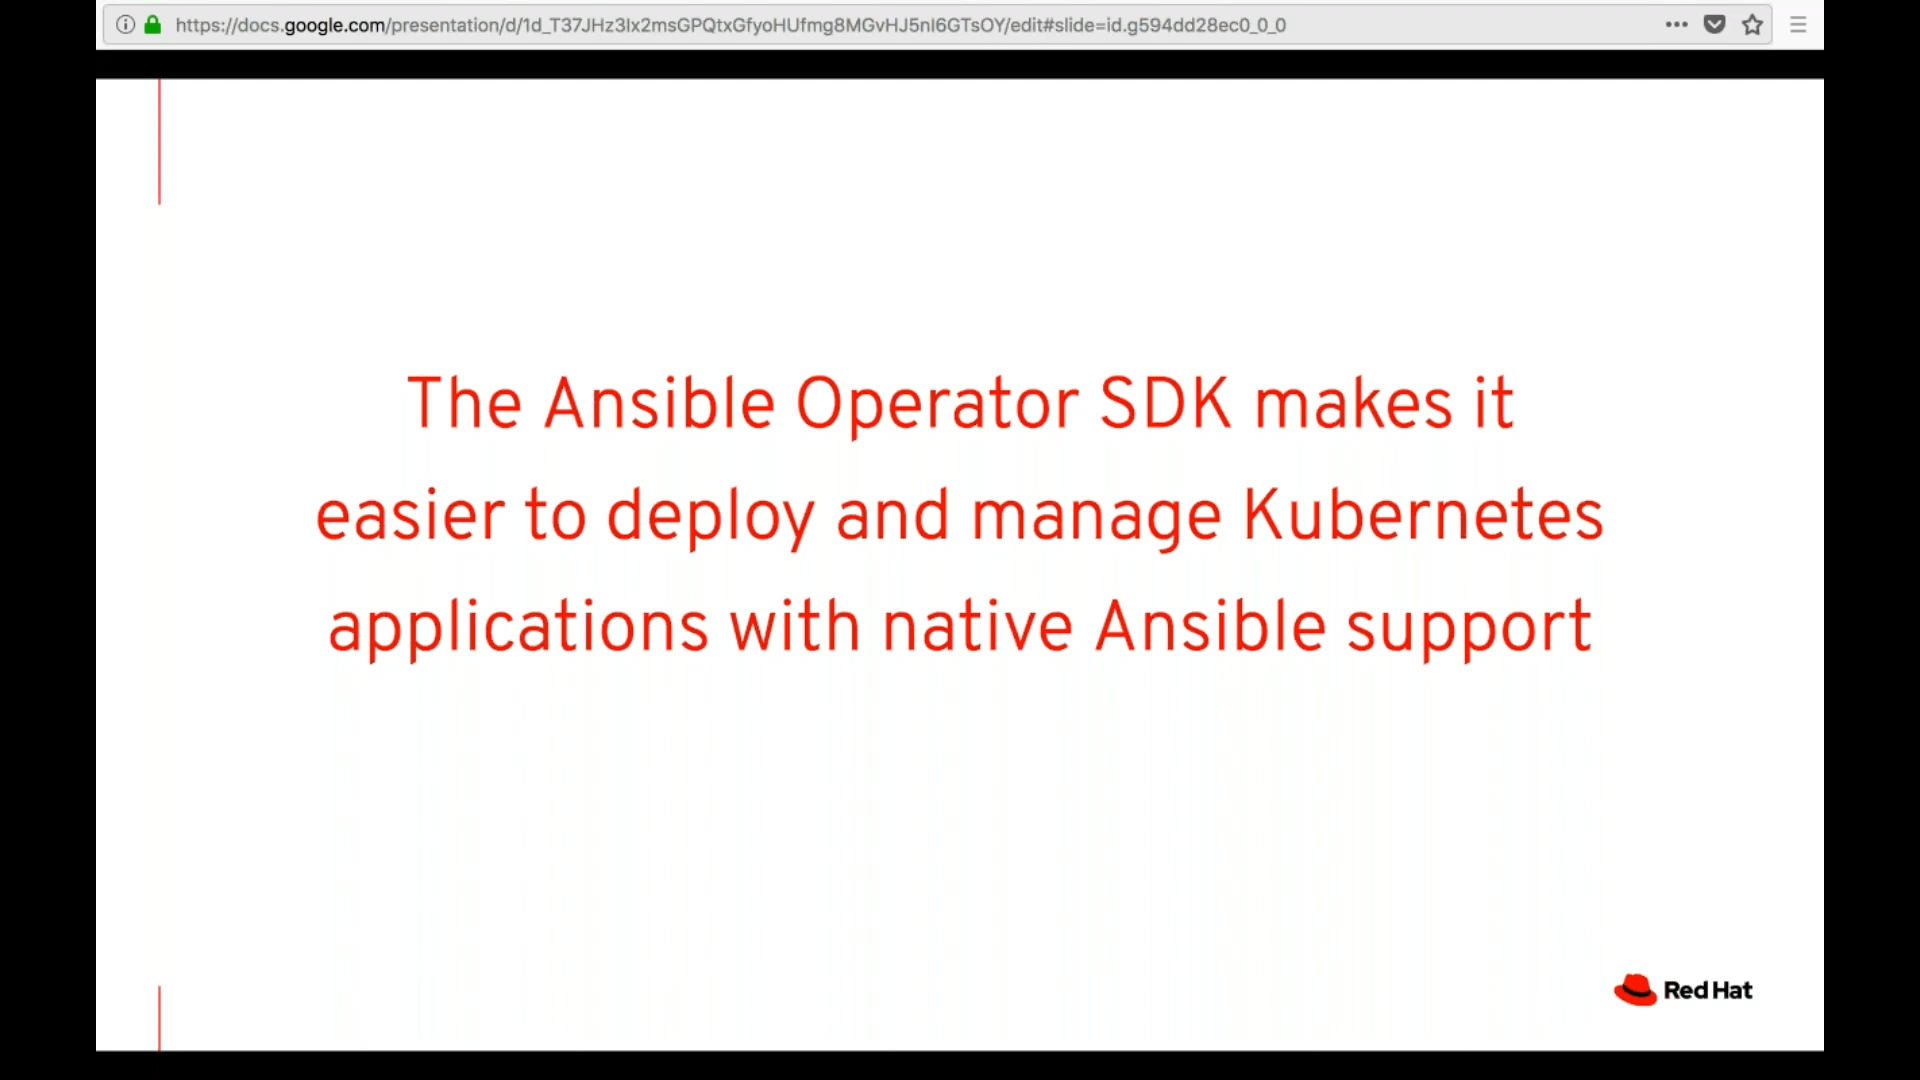 https://docs.google.com/presentation/d/1d_T37JHz3Ix2msGPQtxGfyoHUfmg8MGvHJ5nI6GTsOY/edit#slide=id.g594dd28ec0_0_0
The Ansible Operator SDK makes it
easier to deploy and manage Kubernetes
applications with native Ansible support
Red Hat